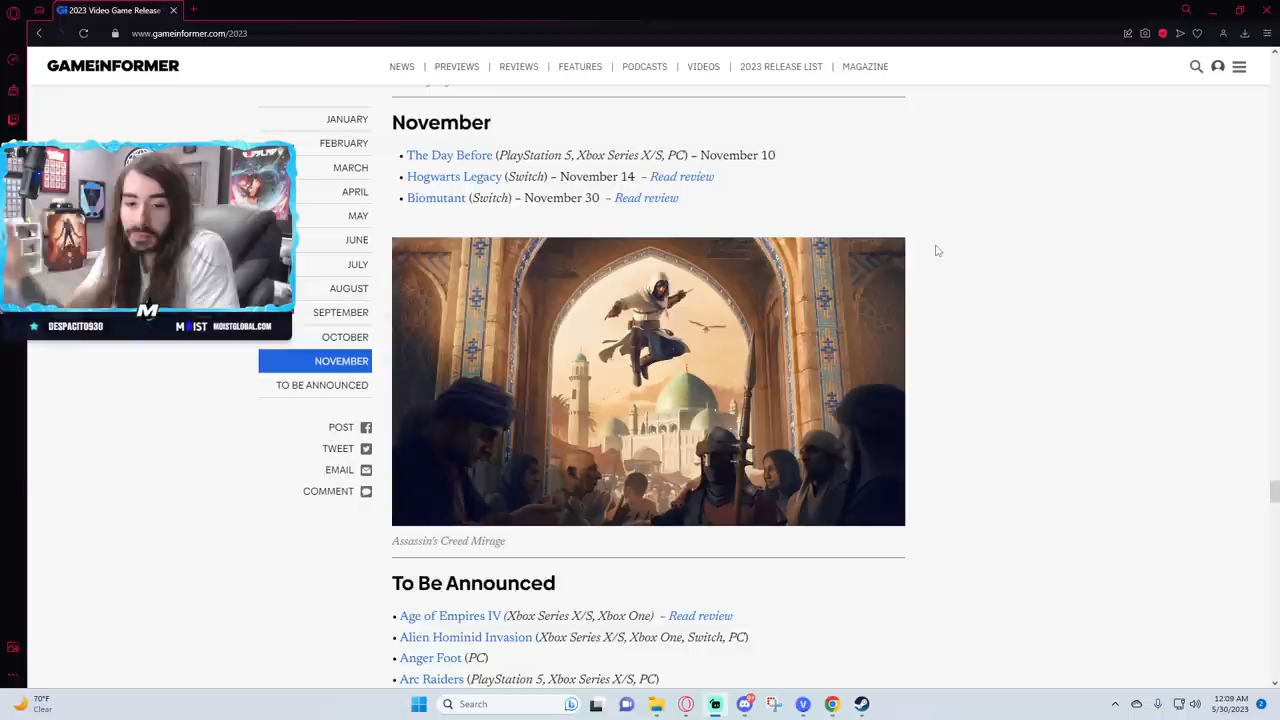 2023 Video Game Release
www.gameinformer.com/2023
GAMEINFORMER
NEWS | PREVIEWS | REVIEWS | FEATURES | PODCASTS | VIDEOS | 2023 RELEASE LIST | MAGAZINE
JANUARY
FEBRUARY
MARCH
APRIL
MAY
JUNE
JULY
AUGUST
SEPTEMBER
OCTOBER
NOVEMBER
TO BE ANNOUNCED
POST
TWEET
EMAIL
COMMENT
M
DESPACITO930
MOIST MOISTGLOBAL.COM
November
• The Day Before (PlayStation 5, Xbox Series X/S, PC) – November 10
• Hogwarts Legacy (Switch) – November 14 – Read review
• Biomutant (Switch) – November 30 – Read review
Assassin's Creed Mirage
To Be Announced
• Age of Empires IV (Xbox Series X/S, Xbox One) – Read review
• Alien Hominid Invasion (Xbox Series X/S, Xbox One, Switch, PC)
• Anger Foot (PC)
• Arc Raiders (PlayStation 5, Xbox Series X/S, PC)
70°F
Clear
Search
12:09 AM
5/30/2023